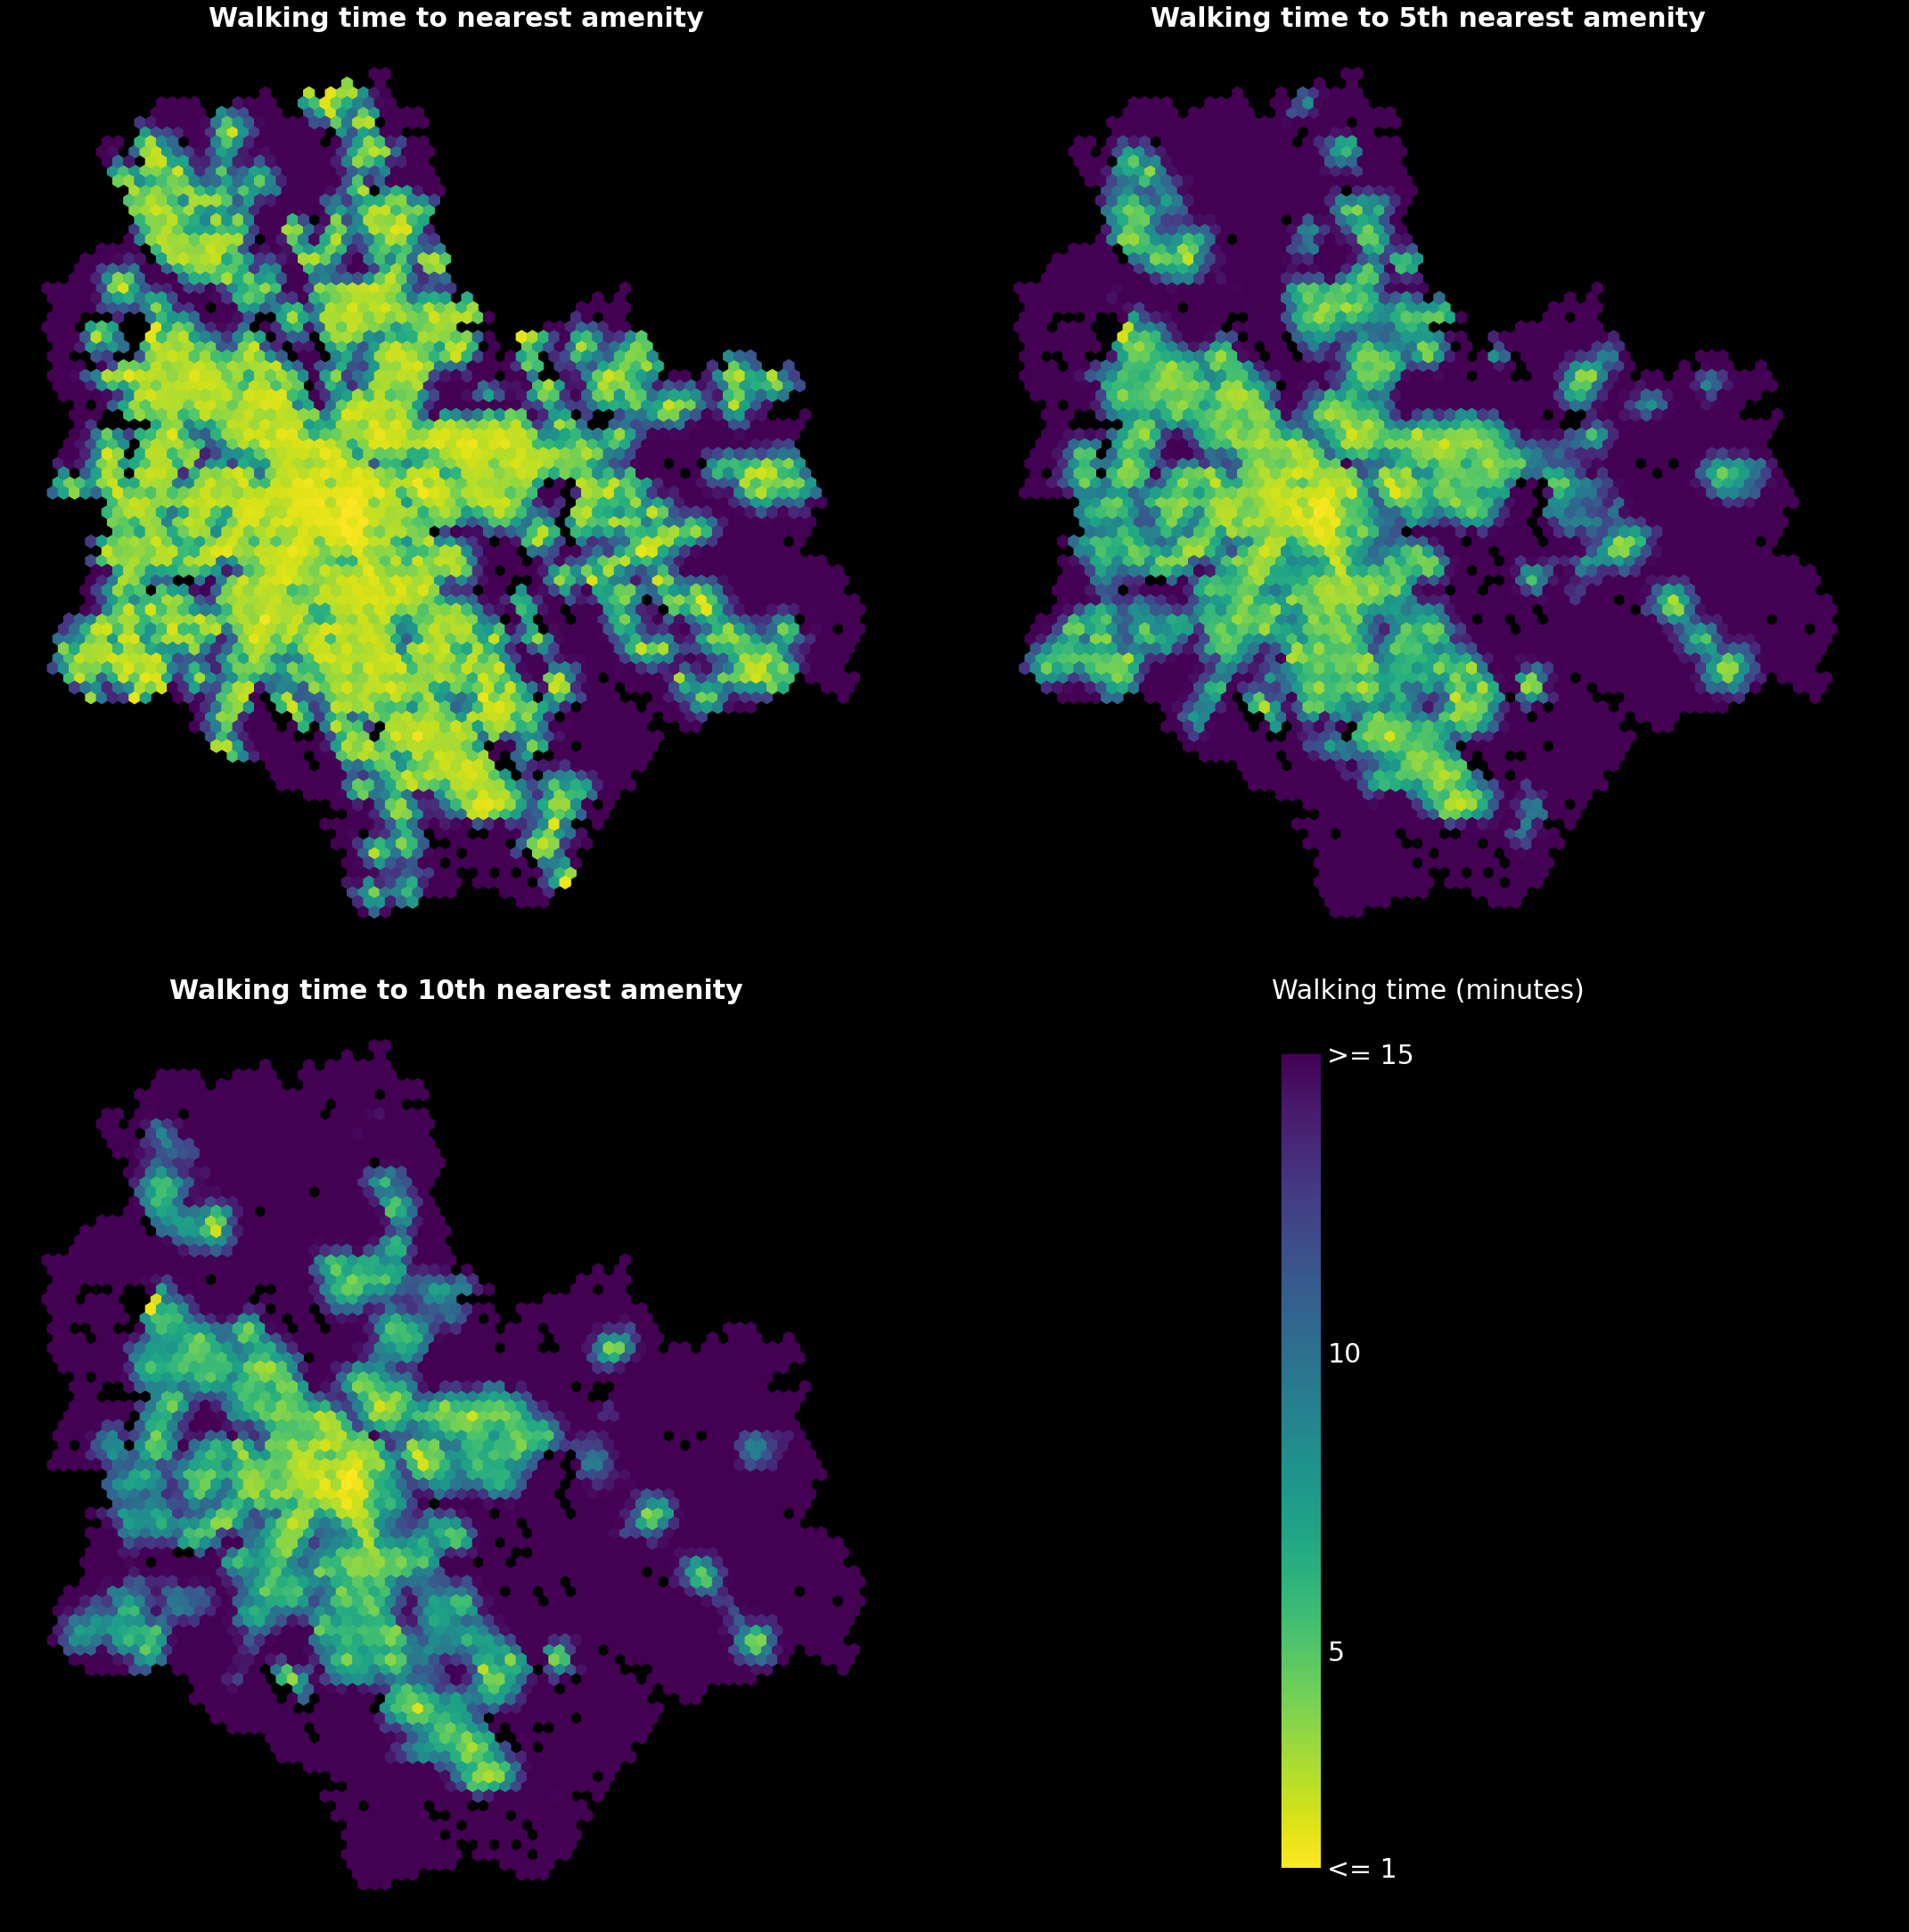 Walking time to nearest amenity
Walking time to 5th nearest amenity
Walking time to 10th nearest amenity
Walking time (minutes)
>= 15
10
5
<= 1